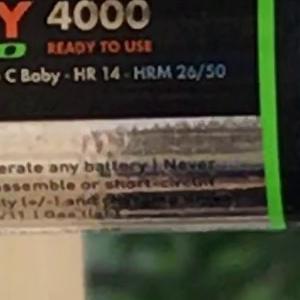 Y 4000
O READY TO USE
C Baby - HR 14 - HRM 26/50
erate any battery! Never
assemble or short-circuit
ty (-/-) and